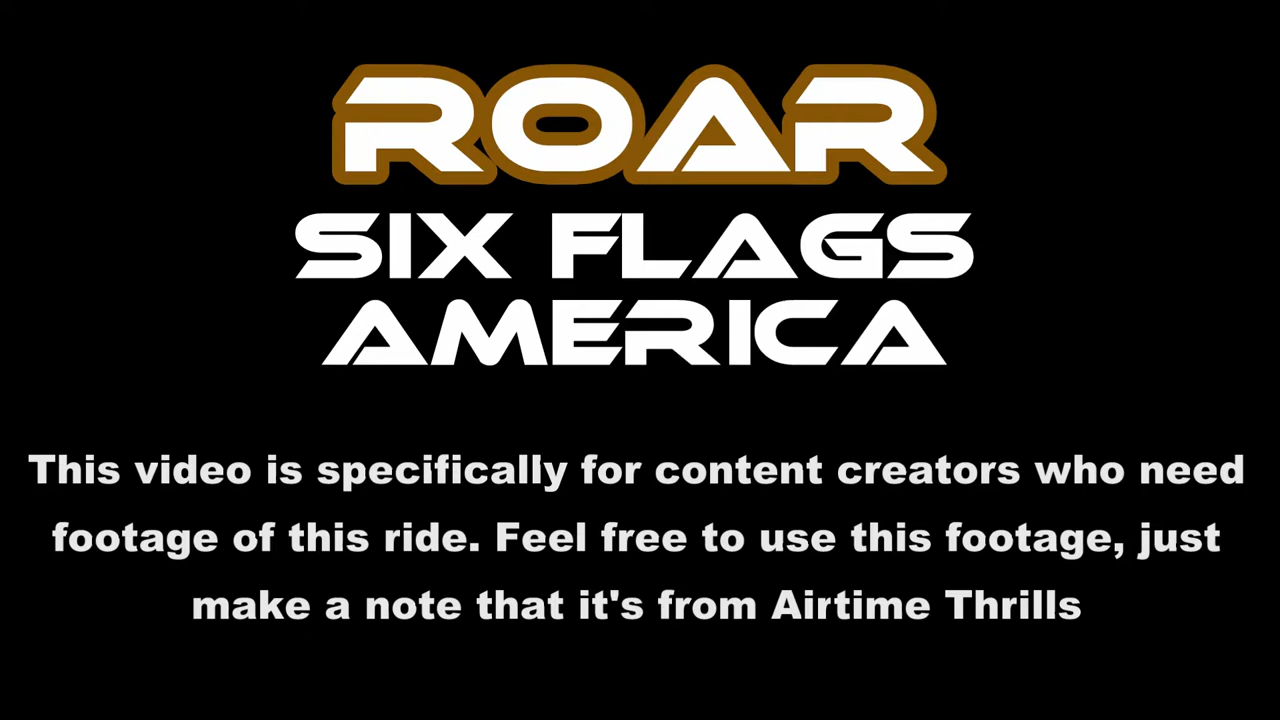 ROAR
SIX FLAGS
AMERICA
This video is specifically for content creators who need
footage of this ride. Feel free to use this footage, just
make a note that it's from Airtime Thrills